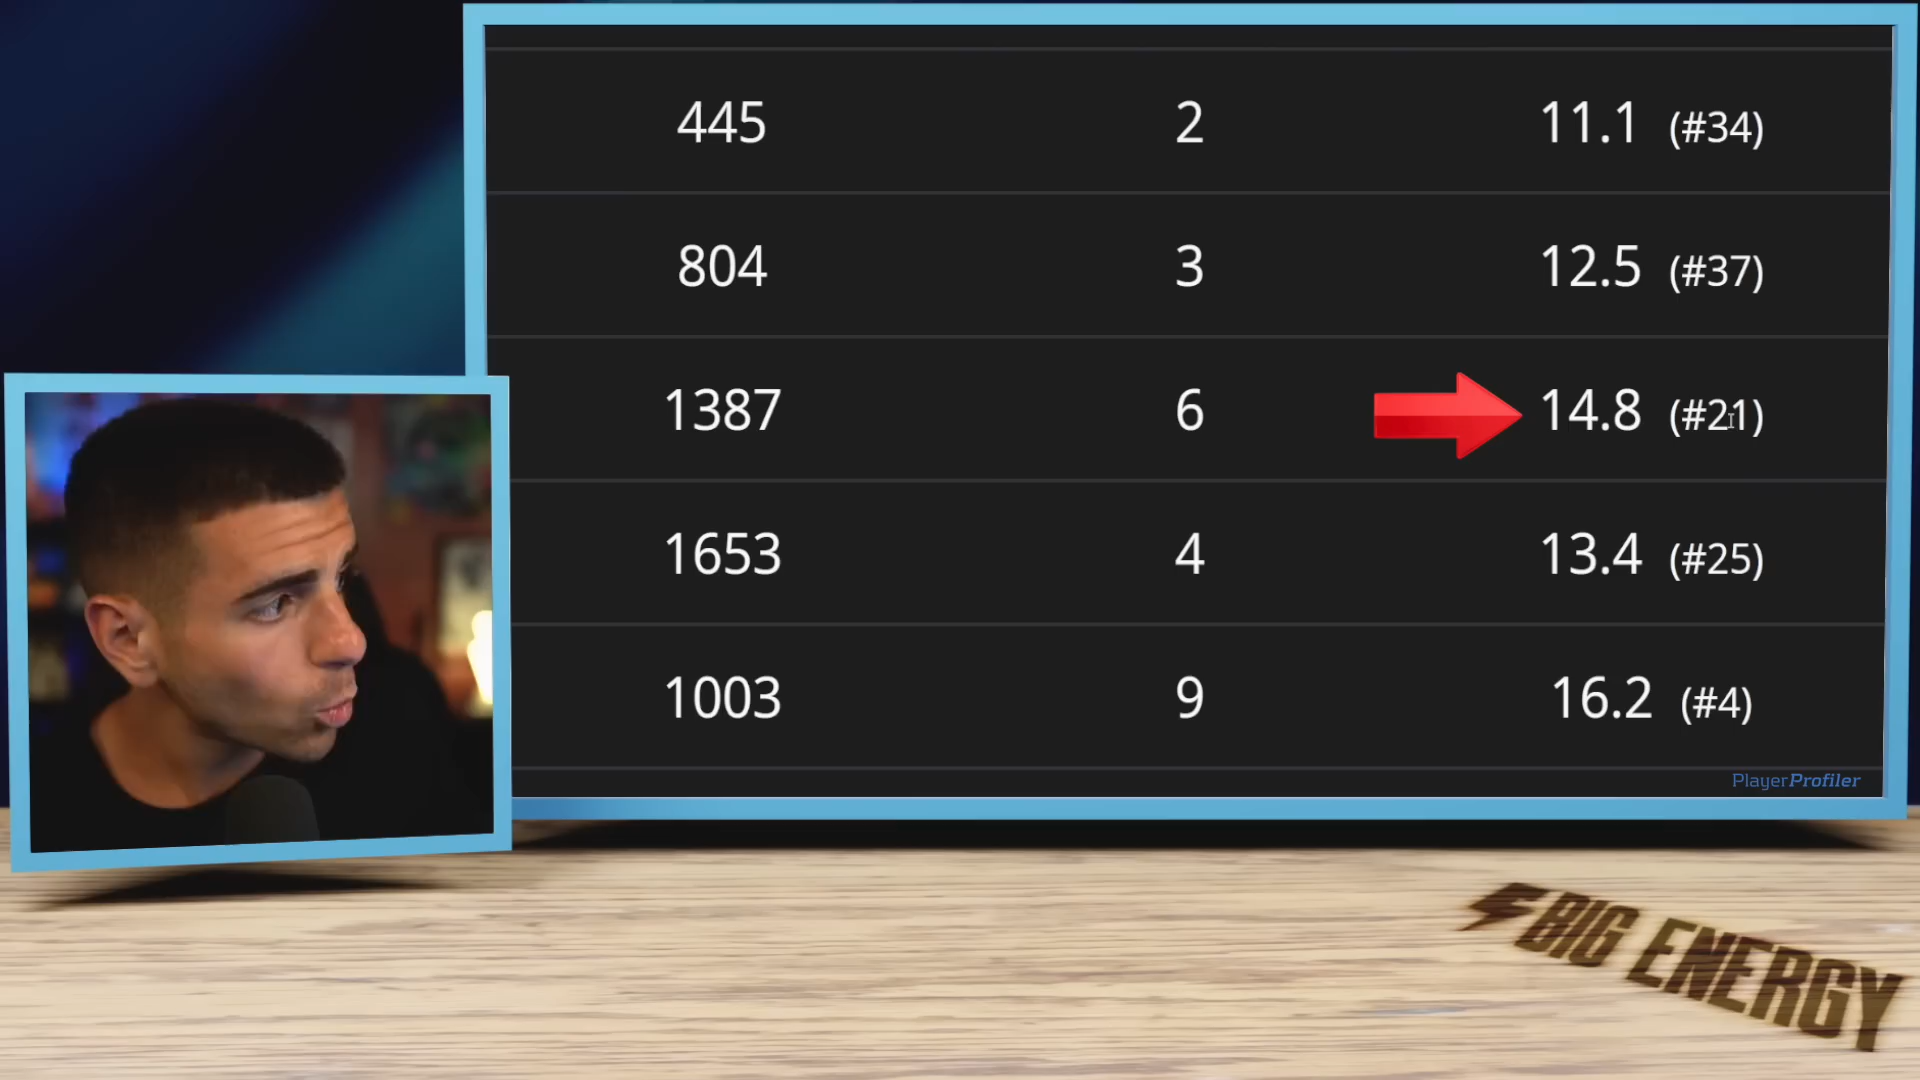 445 2 11.1 (#34)
804 3 12.5 (#37)
1387 6 14.8 (#21)
1653 4 13.4 (#25)
1003 9 16.2 (#4)
PlayerProfiler
BIG ENERGY